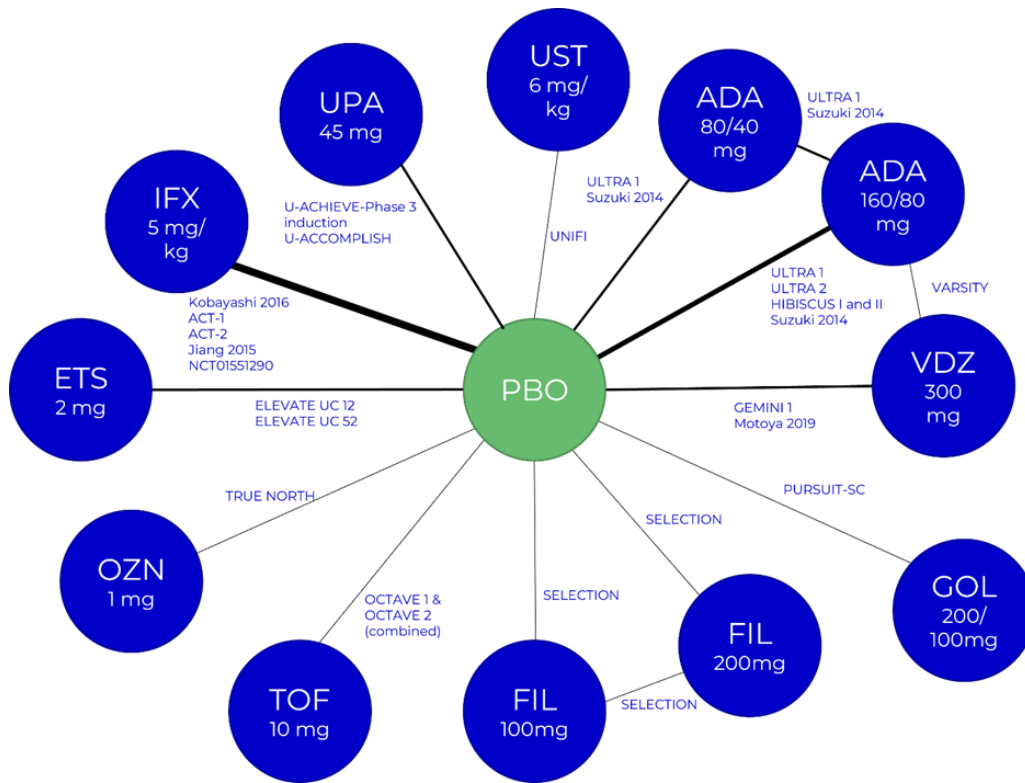 UST
6 mg/
kg
UPA
45 mg
ADA
80/40
mg
ULTRA 1
Suzuki 2014
ADA
160/80
mg
IFX
5 mg/
kg
U-ACHIEVE-Phase 3
induction
U-ACCOMPLISH
ULTRA 1
Suzuki 2014
UNIFI
Kobayashi 2016
ACT-1
ACT-2
Jiang 2015
NCT01551290
ULTRA 1
ULTRA 2
HIBISCUS I and II
Suzuki 2014
VARSITY
ETS
2 mg
PBO
VDZ
300
mg
ELEVATE UC 12
ELEVATE UC 52
GEMINI 1
Motoya 2019
TRUE NORTH
PURSUIT-SC
SELECTION
OZN
1 mg
OCTAVE 1 &
OCTAVE 2
(combined)
SELECTION
GOL
200/
100mg
TOF
10 mg
FIL
100mg
FIL
200mg
SELECTION